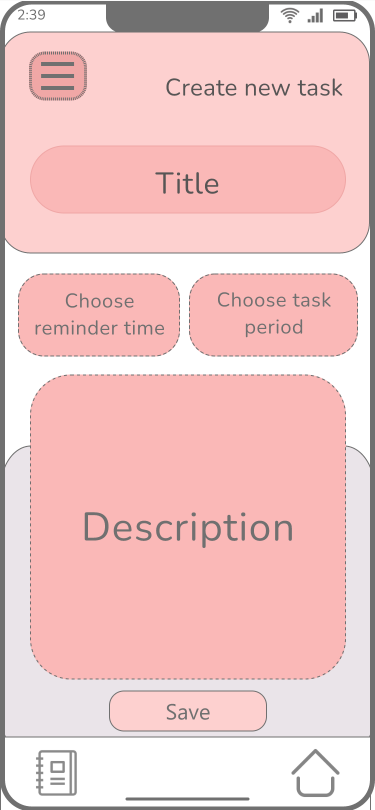 2:39
Create new task
Title
Choose
reminder time
Choose task
period
Description
Save